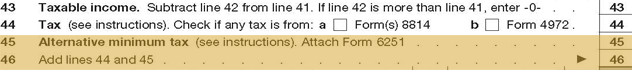 43 Taxable income. Subtract line 42 from line 41. If line 42 is more than line 41, enter -0- . 43
44 Tax (see instructions). Check if any tax is from: a Form(s) 8814 b Form 4972 . 44
45 Alternative minimum tax (see instructions). Attach Form 6251 . . . . . . . . . 45
46 Add lines 44 and 45 . . . . . . . . . . . . . . . . . ▶ 46